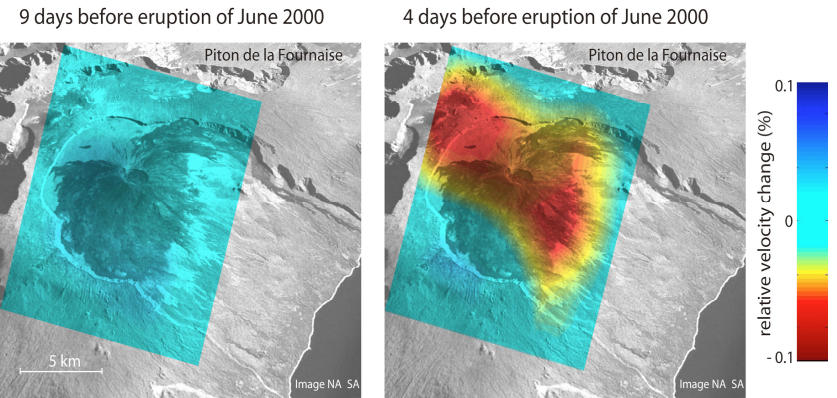 9 days before eruption of June 2000
4 days before eruption of June 2000
Piton de la Fournaise
Piton de la Fournaise
0.1
relative velocity change (%)
0
- 0.1
5 km
Image NA SA
Image NA SA